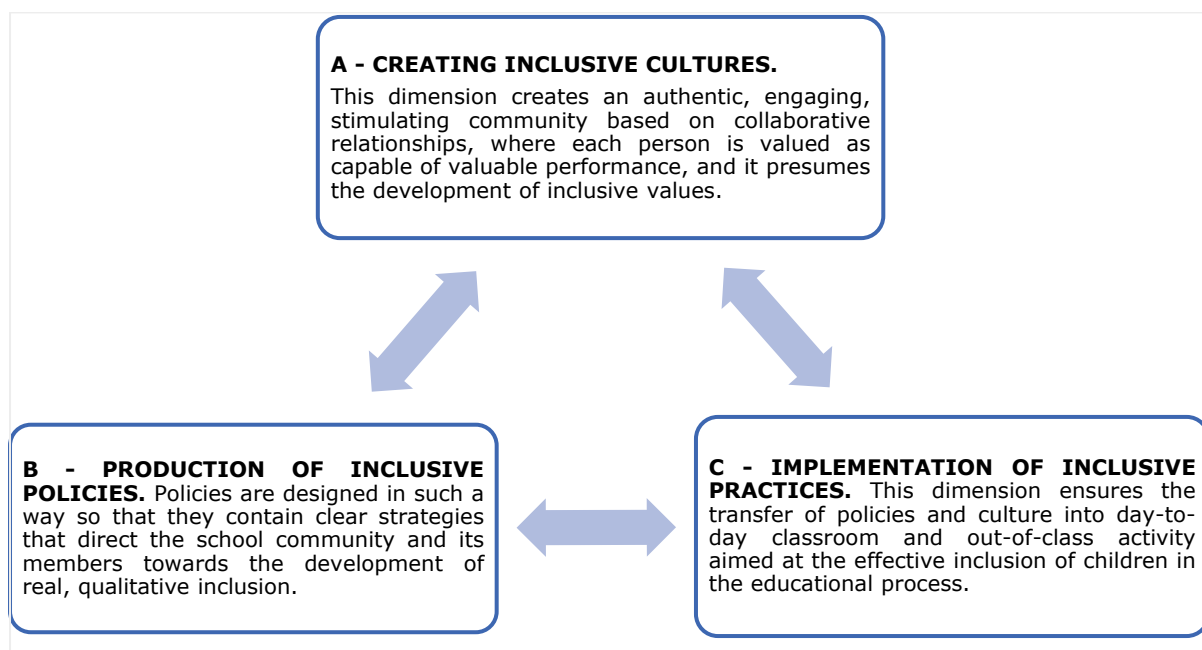 A - CREATING INCLUSIVE CULTURES.
This dimension creates an authentic, engaging,
stimulating community based on collaborative
relationships, where each person is valued as
capable of valuable performance, and it presumes
the development of inclusive values.
B - PRODUCTION OF INCLUSIVE
POLICIES. Policies are designed in such a
way so that they contain clear strategies
that direct the school community and its
members towards the development of
real, qualitative inclusion.
C - IMPLEMENTATION OF INCLUSIVE
PRACTICES. This dimension ensures the
transfer of policies and culture into day-to-
day classroom and out-of-class activity
aimed at the effective inclusion of children in
the educational process.